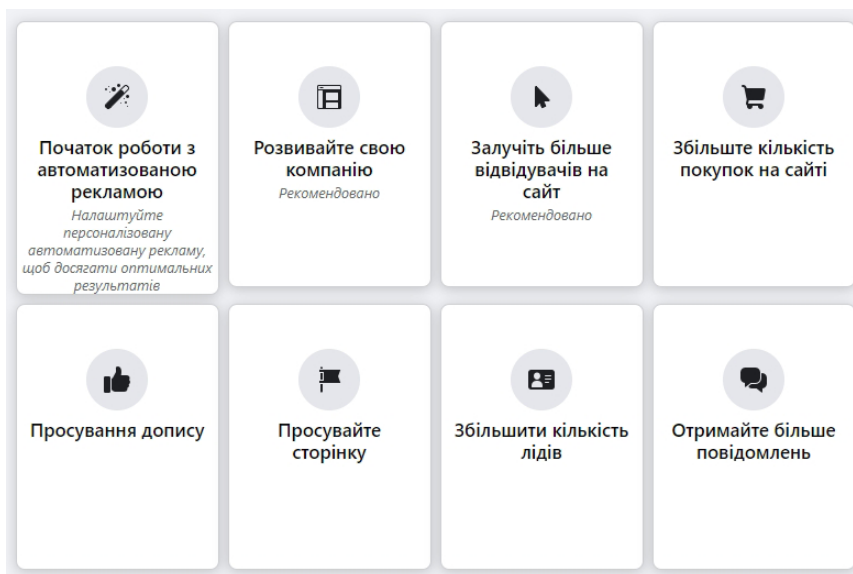 Початок роботи з
автоматизованою
рекламою
Налаштуйте
персоналізовану
автоматизовану рекламу,
щоб досягати оптимальних
результатів
Розвивайте свою
компанію
Рекомендовано
Залучіть більше
відвідувачів на
сайт
Рекомендовано
Збільште кількість
покупок на сайті
Просування допису
Просувайте
сторінку
Збільшити кількість
лідів
Отримайте більше
повідомлень